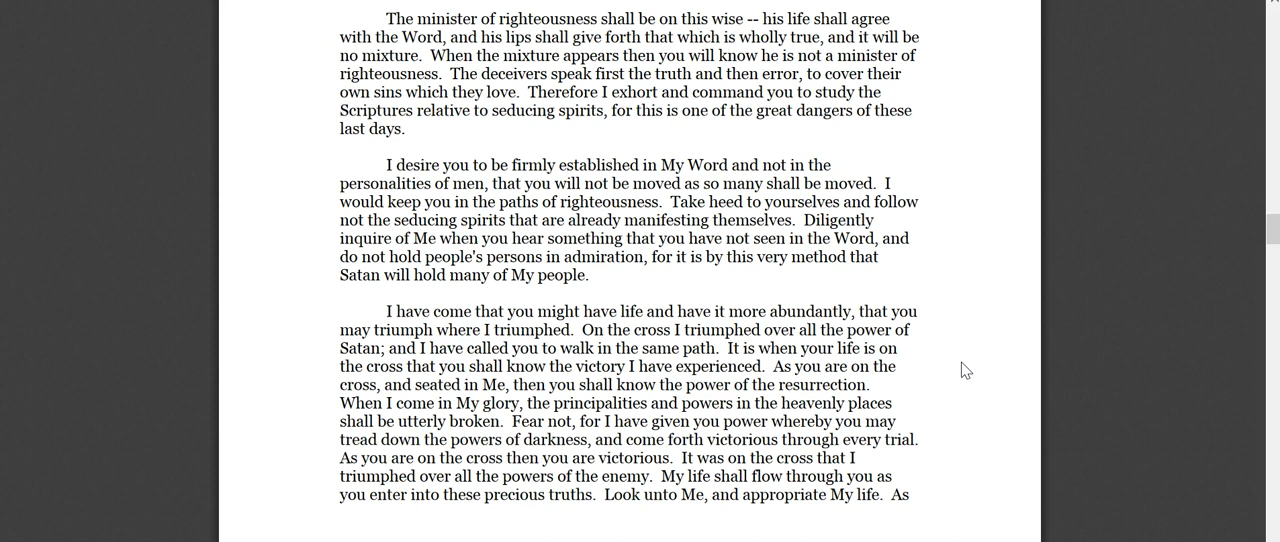 The minister of righteousness shall be on this wise -- his life shall agree
with the Word, and his lips shall give forth that which is wholly true, and it will be
no mixture.  When the mixture appears then you will know he is not a minister of
righteousness.  The deceivers speak first the truth and then error, to cover their
own sins which they love.  Therefore I exhort and command you to study the
Scriptures relative to seducing spirits, for this is one of the great dangers of these
last days.
I desire you to be firmly established in My Word and not in the
personalities of men, that you will not be moved as so many shall be moved.  I
would keep you in the paths of righteousness.  Take heed to yourselves and follow
not the seducing spirits that are already manifesting themselves.  Diligently
inquire of Me when you hear something that you have not seen in the Word, and
do not hold people's persons in admiration, for it is by this very method that
Satan will hold many of My people.
I have come that you might have life and have it more abundantly, that you
may triumph where I triumphed.  On the cross I triumphed over all the power of
Satan; and I have called you to walk in the same path.  It is when your life is on
the cross that you shall know the victory I have experienced.  As you are on the
cross, and seated in Me, then you shall know the power of the resurrection.
When I come in My glory, the principalities and powers in the heavenly places
shall be utterly broken.  Fear not, for I have given you power whereby you may
tread down the powers of darkness, and come forth victorious through every trial.
As you are on the cross then you are victorious.  It was on the cross that I
triumphed over all the powers of the enemy.  My life shall flow through you as
you enter into these precious truths.  Look unto Me, and appropriate My life.  As